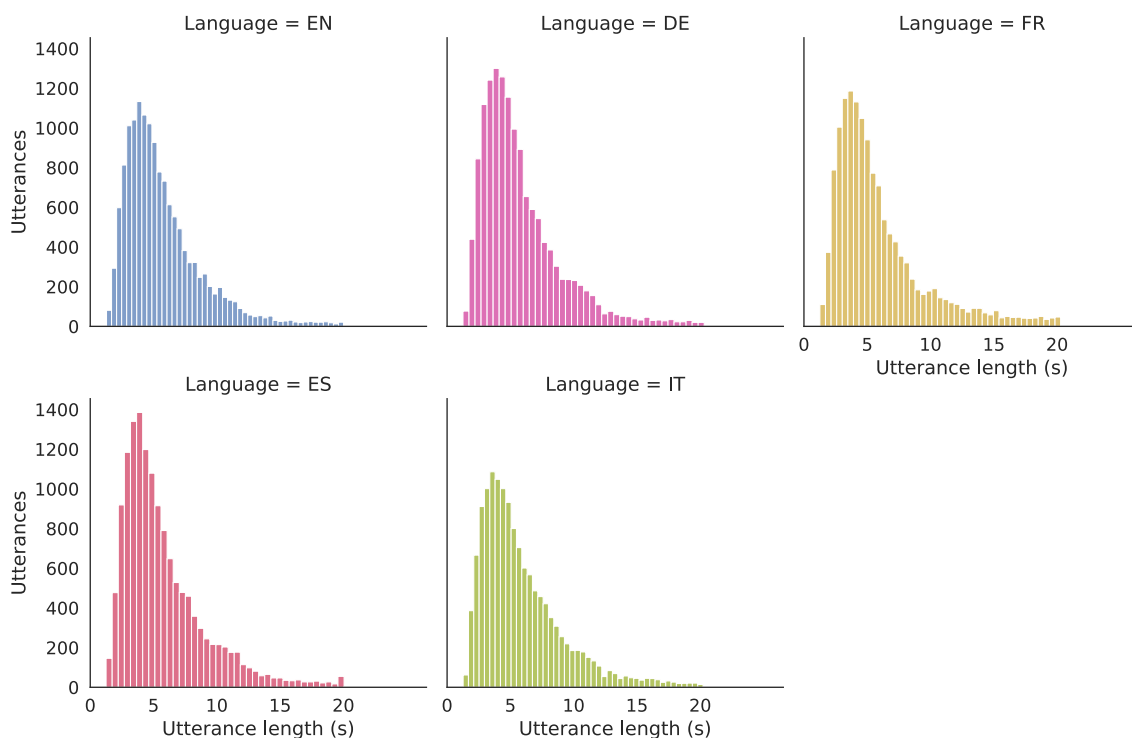 Language = EN
Language = DE
Language = FR
1400
1200
1000
800
600
400
200
0
Utterances
0 5 10 15 20
Utterance length (s)
Language = ES
Language = IT
1400
1200
1000
800
600
400
200
0
Utterances
0 5 10 15 20
Utterance length (s)
0 5 10 15 20
Utterance length (s)